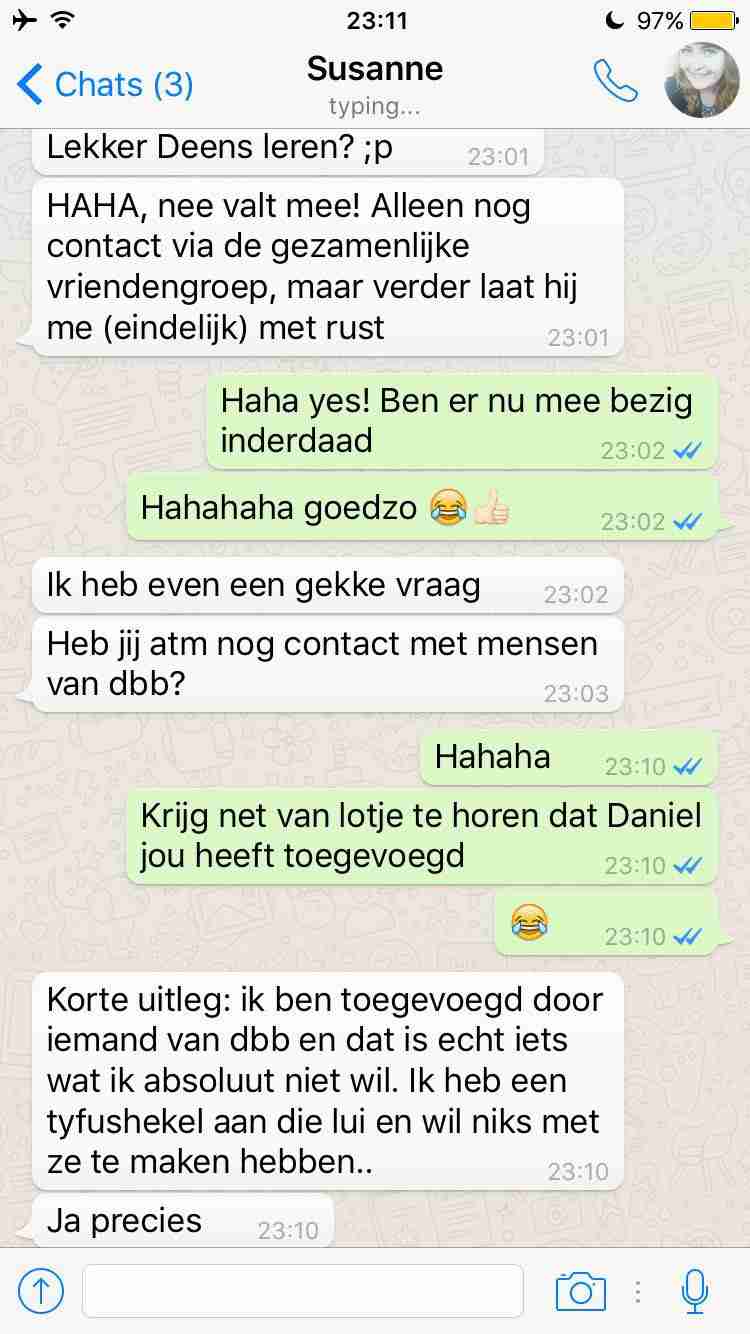 23:11
97%
Chats (3)
Susanne
typing...
Lekker Deens leren? ;p
23:01
HAHA, nee valt mee! Alleen nog
contact via de gezamenlijke
vriendengroep, maar verder laat hij
me (eindelijk) met rust
23:01
Haha yes! Ben er nu mee bezig
inderdaad
23:02
Hahahaha goedzo 😂👍🏻
23:02
Ik heb even een gekke vraag
23:02
Heb jij atm nog contact met mensen
van dbb?
23:03
Hahaha
23:10
Krijg net van lotje te horen dat Daniel
jou heeft toegevoegd
23:10
😂
23:10
Korte uitleg: ik ben toegevoegd door
iemand van dbb en dat is echt iets
wat ik absoluut niet wil. Ik heb een
tyfushekel aan die lui en wil niks met
ze te maken hebben..
23:10
Ja precies
23:10